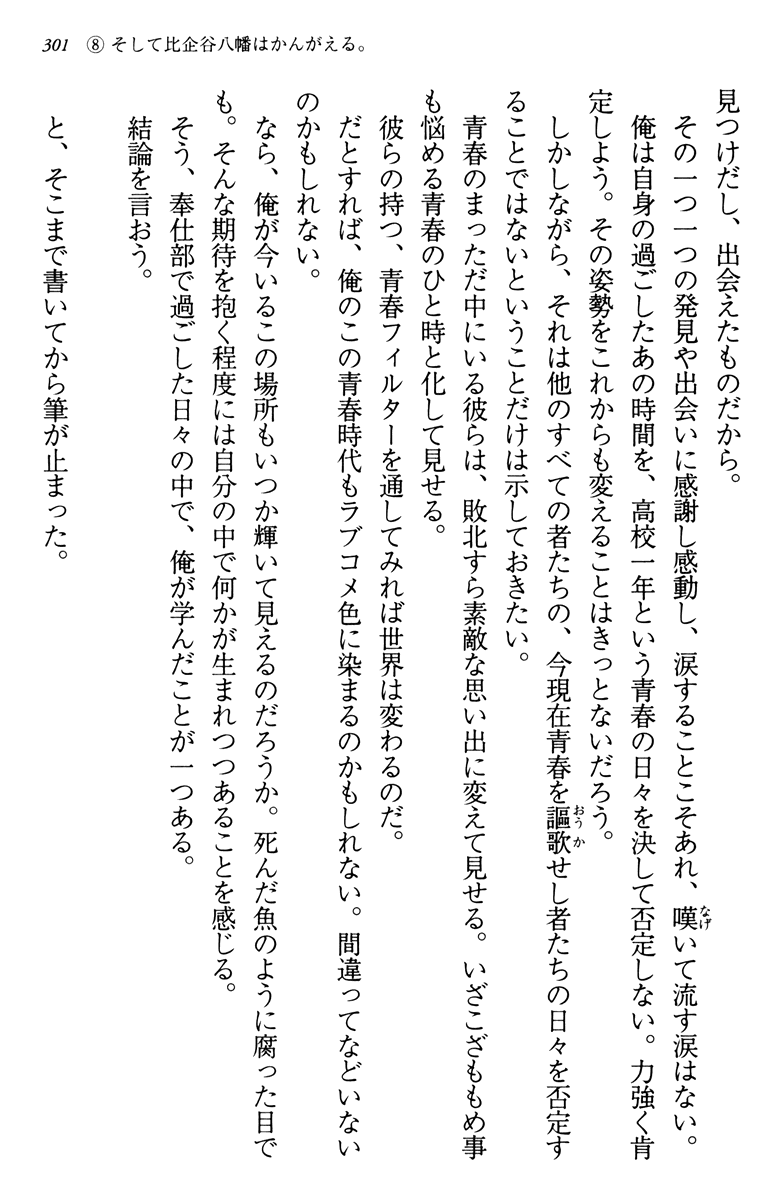 301 ⑧ そして比企谷八幡はかんがえる。
見つけだし、出会えたものだから。
その一つ一つの発見や出会いに感謝し感動し、涙することこそあれ、嘆いて流す涙はない。
なげ
俺は自身の過ごしたあの時間を、高校一年という青春の日々を決して否定しない。力強く肯
定しよう。その姿勢をこれからも変えることはきっとないだろう。
しかしながら、それは他のすべての者たちの、今現在青春を謳歌せし者たちの日々を否定す
おうか
ることではないということだけは示しておきたい。
青春のまっただ中にいる彼らは、敗北すら素敵な思い出に変えて見せる。いざこざももめ事
も悩める青春のひと時と化して見せる。
彼らの持つ、青春フィルターを通してみれば世界は変わるのだ。
だとすれば、俺のこの青春時代もラブコメ色に染まるのかもしれない。間違ってなどいない
のかもしれない。
なら、俺が今いるこの場所もいつか輝いて見えるのだろうか。死んだ魚のように腐った目で
も。そんな期待を抱く程度には自分の中で何かが生まれつつあることを感じる。
そう、奉仕部で過ごした日々の中で、俺が学んだことが一つある。
結論を言おう。
と、そこまで書いてから筆が止まった。